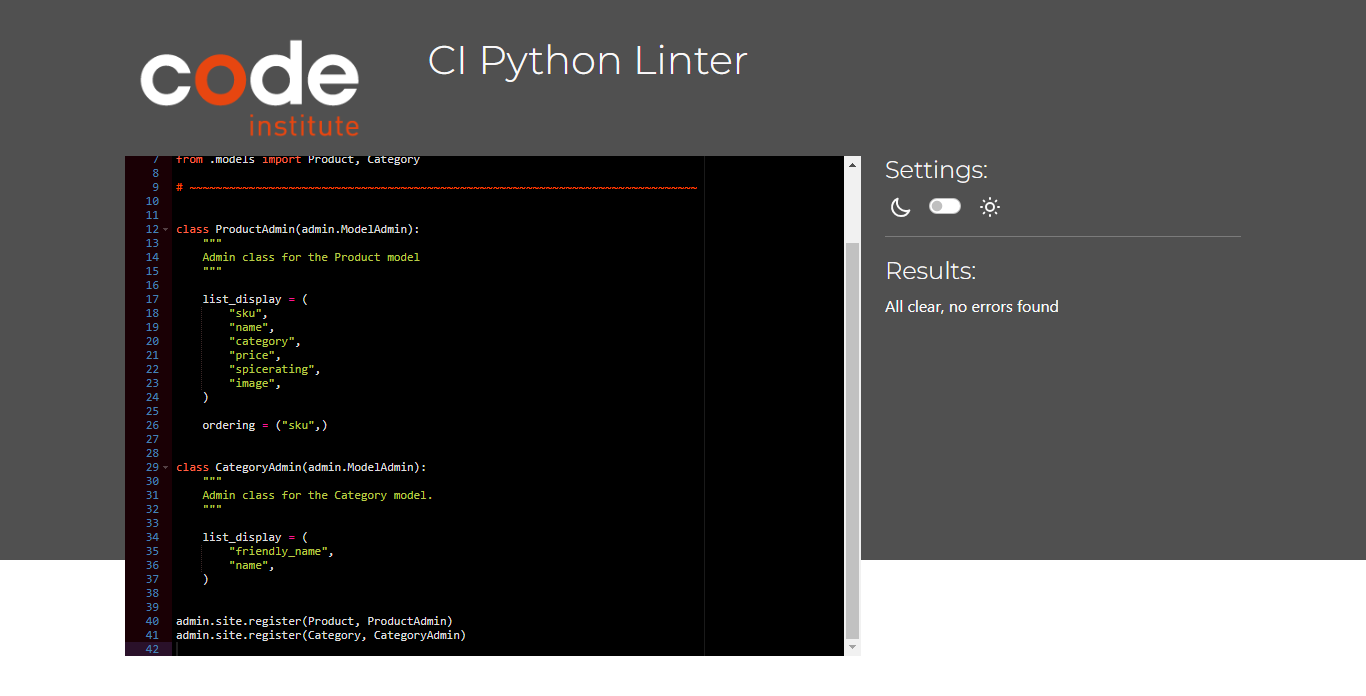 code
institute
CI Python Linter
7 from .models import Product, Category
8
9 # ~~~~~~~~~~~~~~~~~~~~~~~~~~~~~~~~~~~~~~~~~~~~~~~~~~~~~~~~~~~~~~~~~~~~~~~~~~~~~
10
11
12 class ProductAdmin(admin.ModelAdmin):
13     """
14     Admin class for the Product model
15     """
16
17     list_display = (
18         "sku",
19         "name",
20         "category",
21         "price",
22         "spicerating",
23         "image",
24     )
25
26     ordering = ("sku",)
27
28
29 class CategoryAdmin(admin.ModelAdmin):
30     """
31     Admin class for the Category model.
32     """
33
34     list_display = (
35         "friendly_name",
36         "name",
37     )
38
39
40 admin.site.register(Product, ProductAdmin)
41 admin.site.register(Category, CategoryAdmin)
42
Settings:
Results:
All clear, no errors found